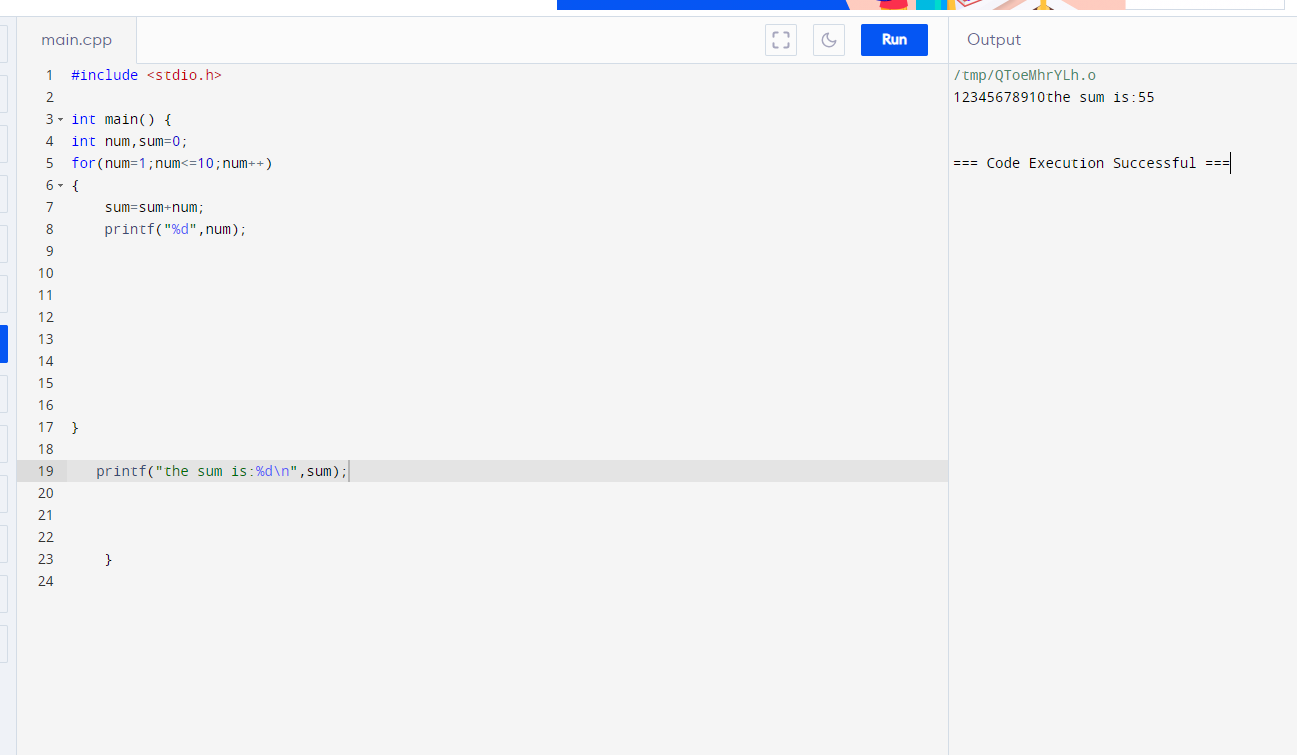 main.cpp
Run
Output
1 #include <stdio.h>
2
3 int main() {
4 int num,sum=0;
5 for(num=1;num<=10;num++)
6 {
7     sum=sum+num;
8     printf("%d",num);
9
10
11
12
13
14
15
16
17 }
18
19    printf("the sum is:%d\n",sum);
20
21
22
23     }
24
/tmp/QToeMhrYLh.o
12345678910the sum is:55
=== Code Execution Successful ===